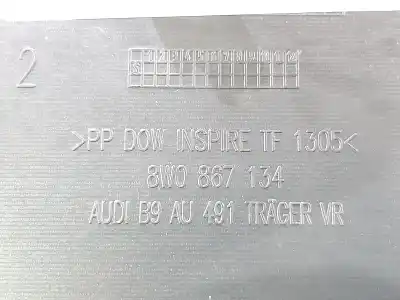 2
>PP DOW INSPIRE TF 1305<
8W0 867 134
AUDI B9 AU 491 TRÄGER VR